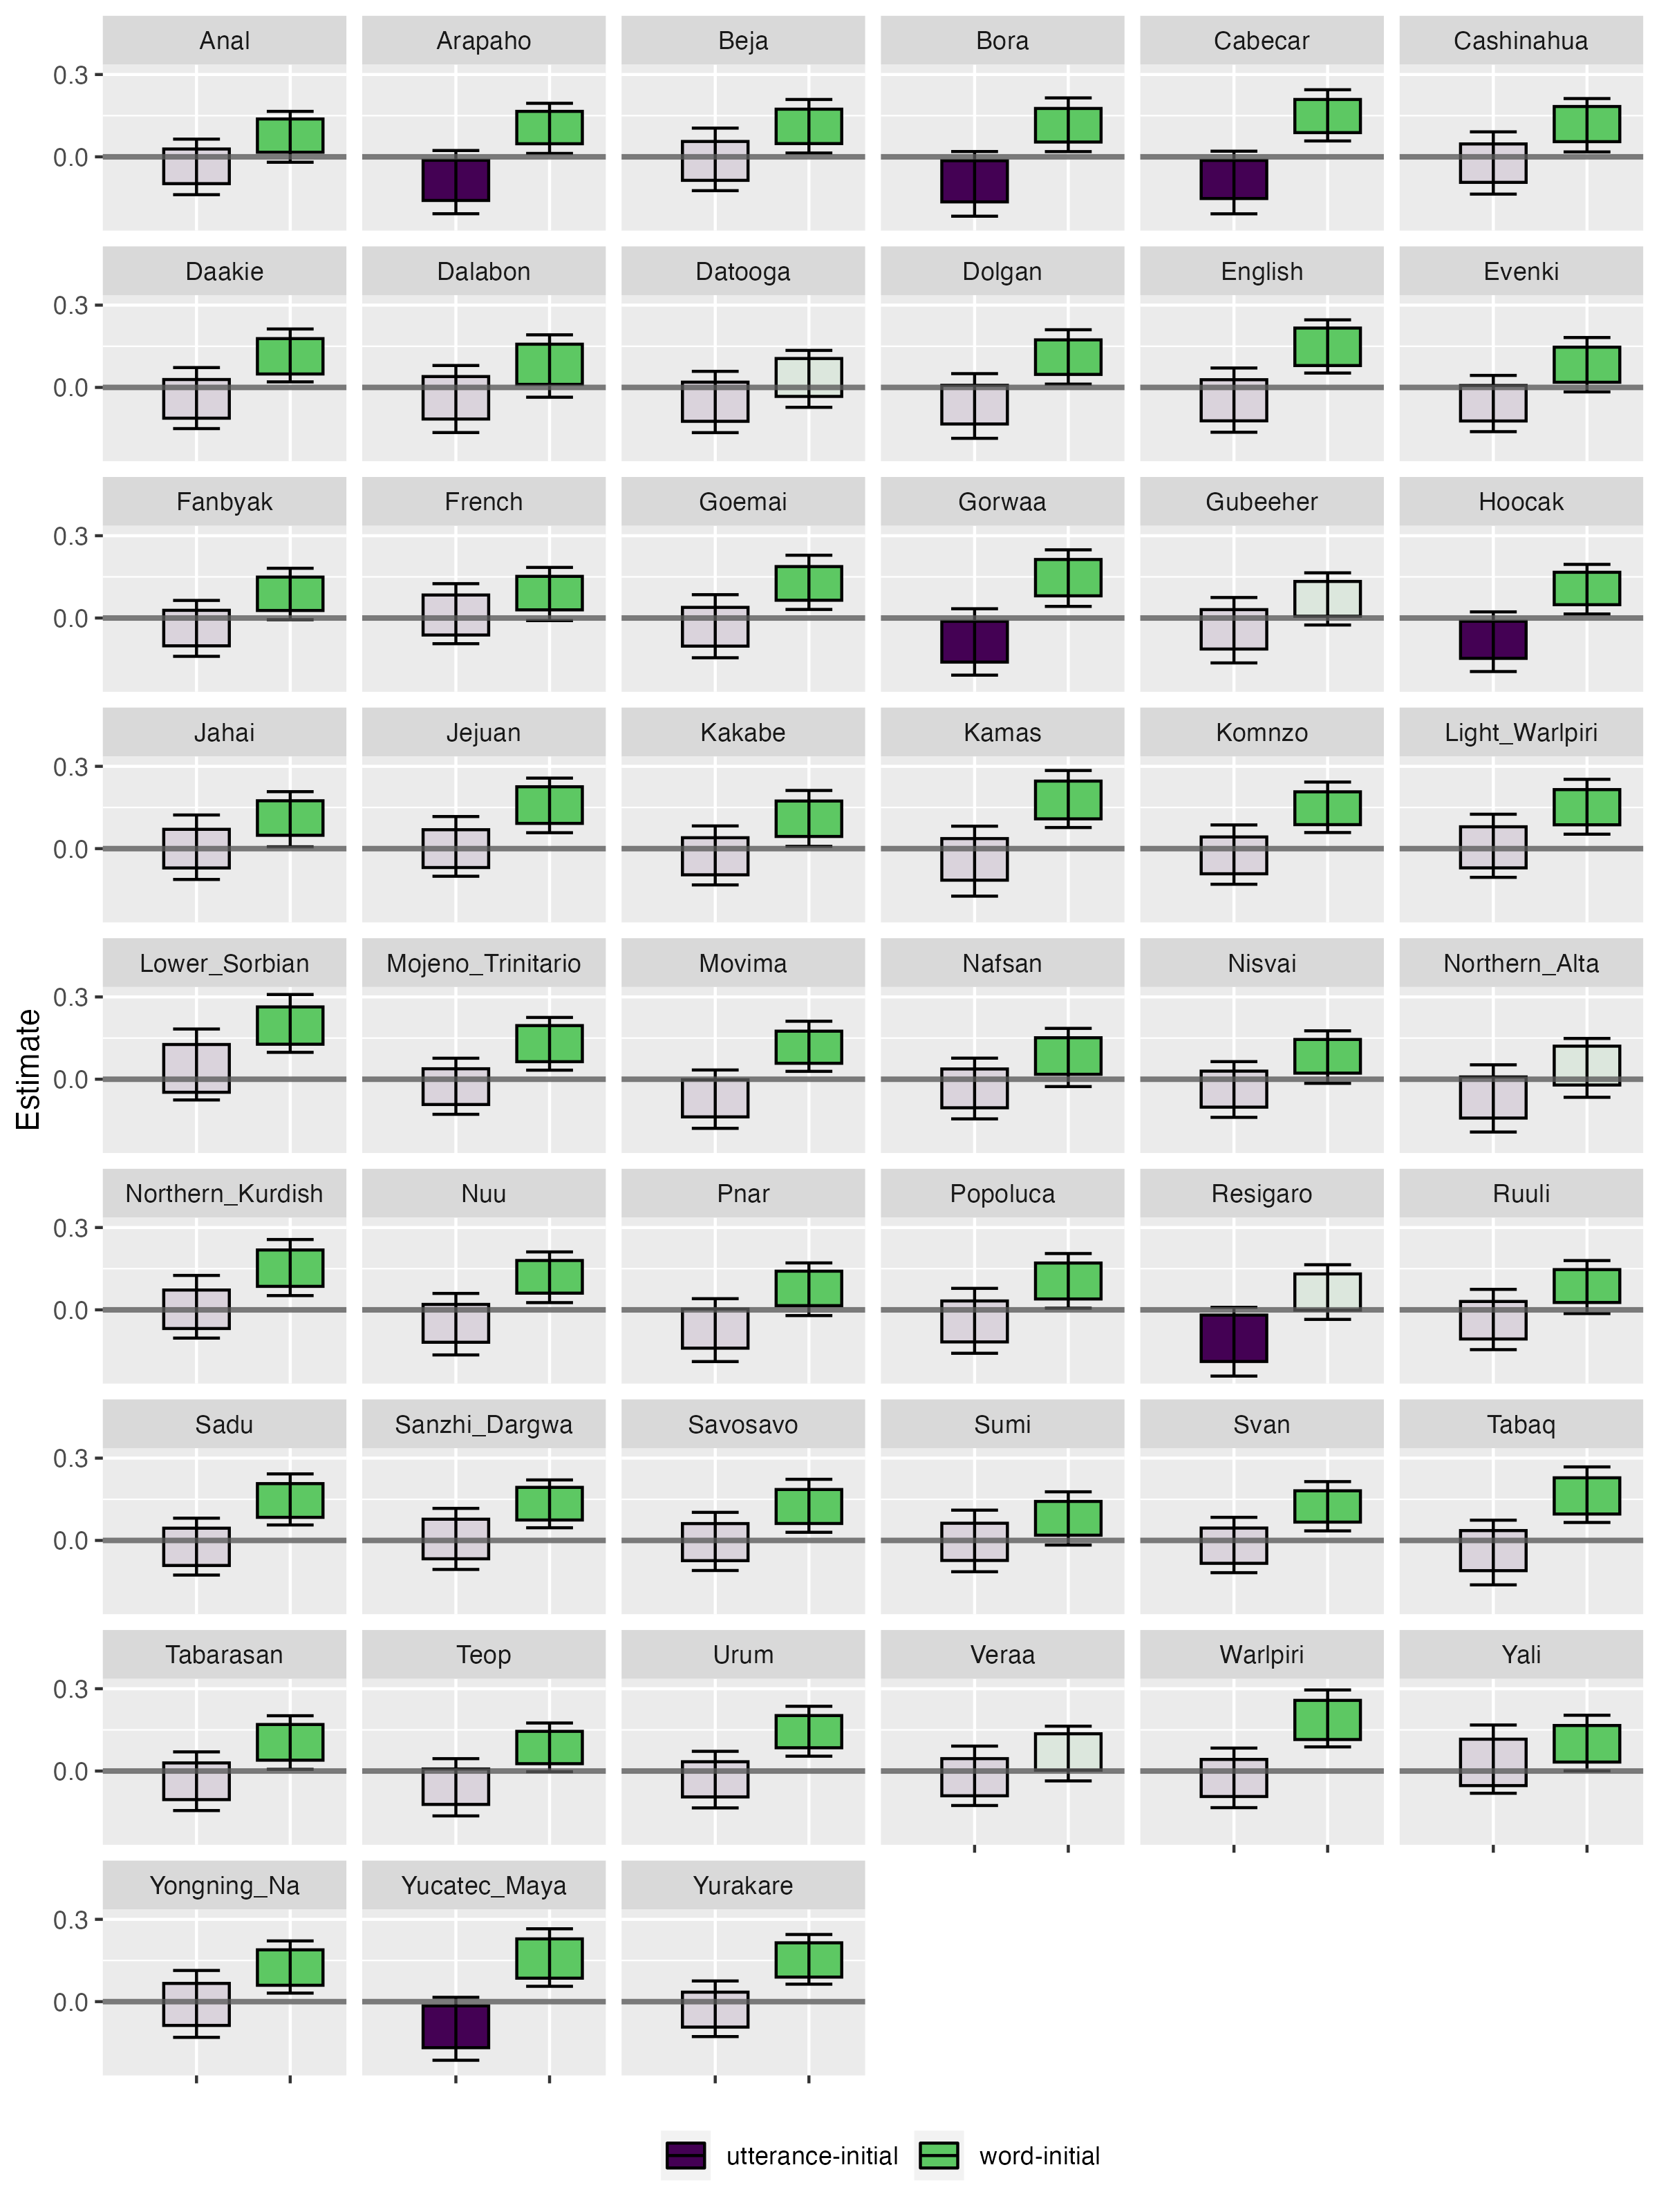 Anal Arapaho Beja Bora Cabecar Cashinahua
0.3
0.0
Daakie Dalabon Datooga Dolgan English Evenki
0.3
0.0
Fanbyak French Goemai Gorwaa Gubeeher Hoocak
0.3
0.0
Jahai Jejuan Kakabe Kamas Komnzo Light_Warlpiri
0.3
0.0
Lower_Sorbian Mojeno_Trinitario Movima Nafsan Nisvai Northern_Alta
0.3
0.0
Estimate
Northern_Kurdish Nuu Pnar Popoluca Resigaro Ruuli
0.3
0.0
Sadu Sanzhi_Dargwa Savosavo Sumi Svan Tabaq
0.3
0.0
Tabarasan Teop Urum Veraa Warlpiri Yali
0.3
0.0
Yongning_Na Yucatec_Maya Yurakare
0.3
0.0
utterance-initial word-initial